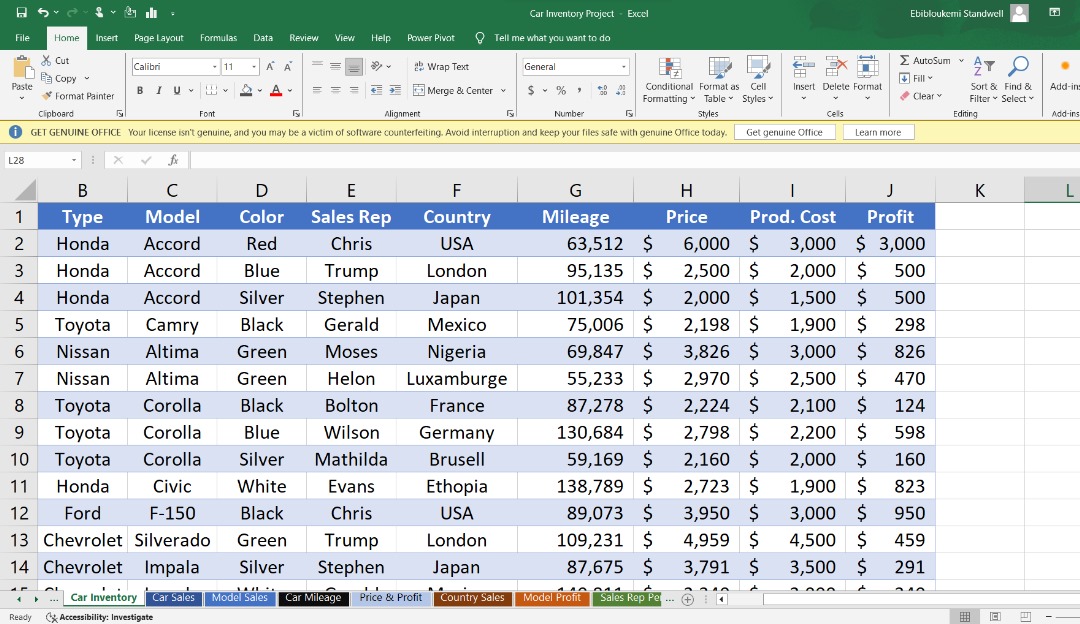 Car Inventory Project - Excel
Ebibloukemi Standwell
File Home Insert Page Layout Formulas Data Review View Help Power Pivot Tell me what you want to do
Paste
Cut
Copy
Format Painter
Calibri 11
B I U
Wrap Text
Merge & Center
General
$ % ,
Conditional Formatting
Format as Table
Cell Styles
Insert Delete Format
AutoSum
Fill
Clear
Sort & Filter
Find & Select
Add-ins
Clipboard Font Alignment Number Styles Cells Editing Add-ins
GET GENUINE OFFICE Your license isn't genuine, and you may be a victim of software counterfeiting. Avoid interruption and keep your files safe with genuine Office today. Get genuine Office Learn more
L28 fx
B C D E F G H I J K L
1 Type Model Color Sales Rep Country Mileage Price Prod. Cost Profit
2 Honda Accord Red Chris USA 63,512 $ 6,000 $ 3,000 $ 3,000
3 Honda Accord Blue Trump London 95,135 $ 2,500 $ 2,000 $ 500
4 Honda Accord Silver Stephen Japan 101,354 $ 2,000 $ 1,500 $ 500
5 Toyota Camry Black Gerald Mexico 75,006 $ 2,198 $ 1,900 $ 298
6 Nissan Altima Green Moses Nigeria 69,847 $ 3,826 $ 3,000 $ 826
7 Nissan Altima Green Helon Luxamburge 55,233 $ 2,970 $ 2,500 $ 470
8 Toyota Corolla Black Bolton France 87,278 $ 2,224 $ 2,100 $ 124
9 Toyota Corolla Blue Wilson Germany 130,684 $ 2,798 $ 2,200 $ 598
10 Toyota Corolla Silver Mathilda Brusell 59,169 $ 2,160 $ 2,000 $ 160
11 Honda Civic White Evans Ethopia 138,789 $ 2,723 $ 1,900 $ 823
12 Ford F-150 Black Chris USA 89,073 $ 3,950 $ 3,000 $ 950
13 Chevrolet Silverado Green Trump London 109,231 $ 4,959 $ 4,500 $ 459
14 Chevrolet Impala Silver Stephen Japan 87,675 $ 3,791 $ 3,500 $ 291
... Car Inventory Car Sales Model Sales Car Mileage Price & Profit Country Sales Model Profit Sales Rep Per ...
Ready Accessibility: Investigate